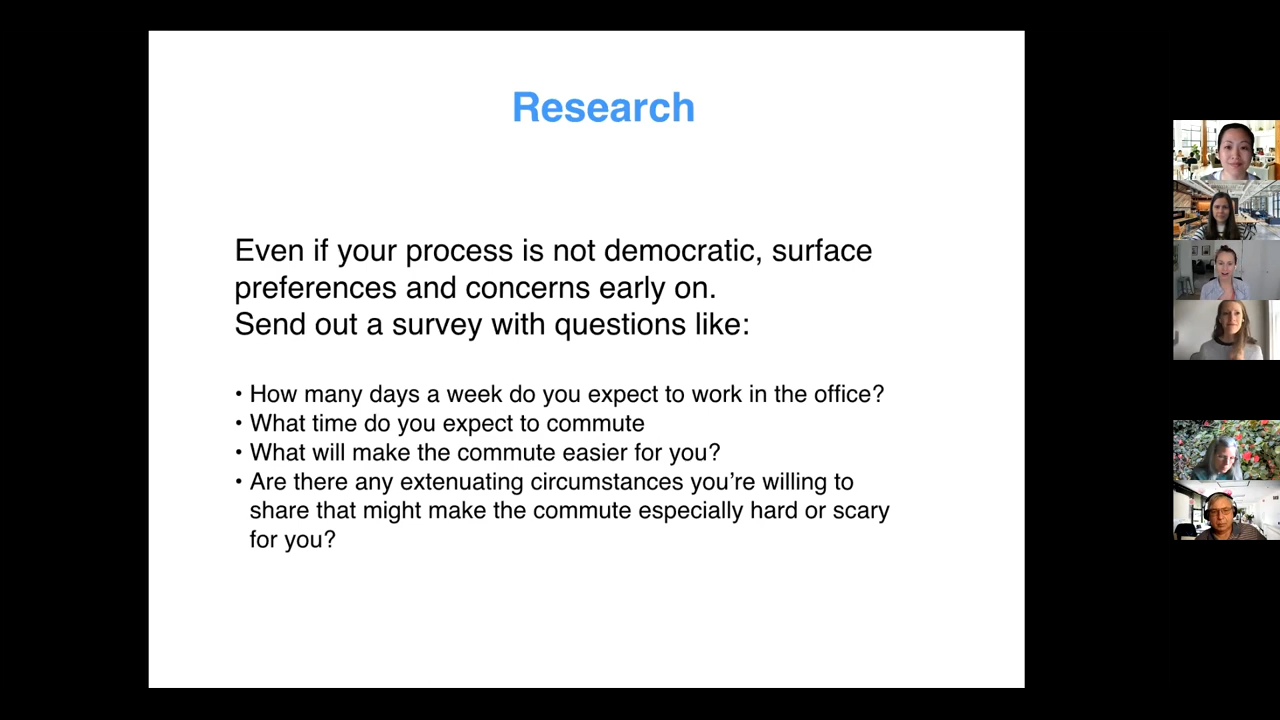 Research
Even if your process is not democratic, surface
preferences and concerns early on.
Send out a survey with questions like:
• How many days a week do you expect to work in the office?
• What time do you expect to commute
• What will make the commute easier for you?
• Are there any extenuating circumstances you’re willing to
share that might make the commute especially hard or scary
for you?